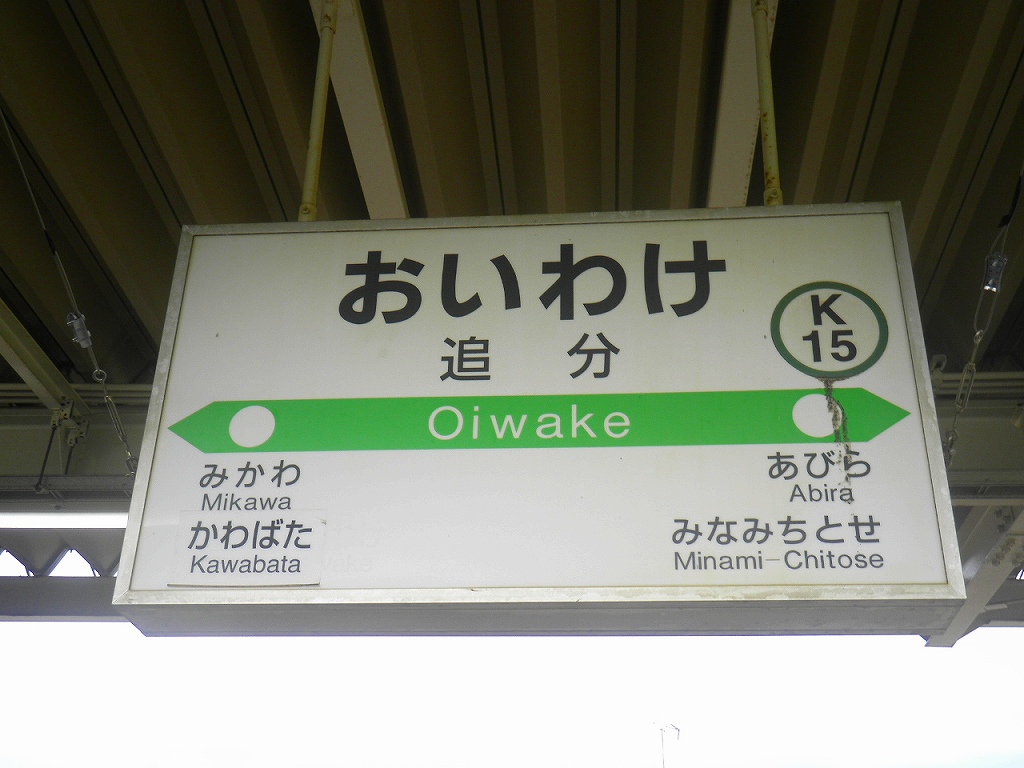 おいわけ
追分
K
15
Oiwake
みかわ
Mikawa
かわばた
Kawabata
あびら
Abira
みなみちとせ
Minami-Chitose